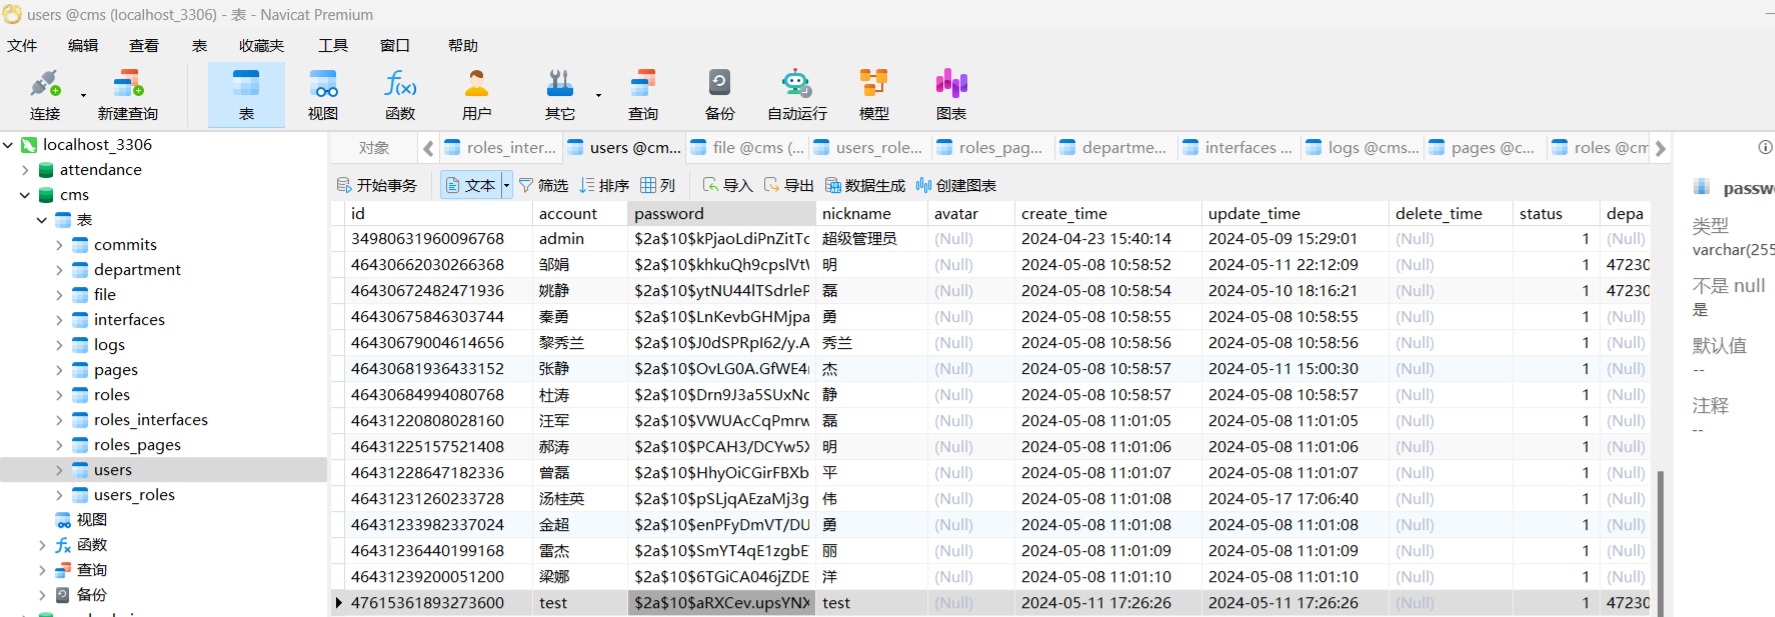 users @cms (localhost_3306) - 表 - Navicat Premium
文件 编辑 查看 表 收藏夹 工具 窗口 帮助
连接 新建查询 表 视图 函数 用户 其它 查询 备份 自动运行 模型 图表
localhost_3306
attendance
cms
表
commits
department
file
interfaces
logs
pages
roles
roles_interfaces
roles_pages
users
users_roles
视图
函数
查询
备份
对象 roles_inter... users @cm... file @cms (... users_role... roles_pag... departme... interfaces ... logs @cms... pages @c... roles @cm
开始事务 文本 筛选 排序 列 导入 导出 数据生成 创建图表
id account password nickname avatar create_time update_time delete_time status depa
34980631960096768 admin $2a$10$kPjaoLdiPnZitTc 超级管理员 (Null) 2024-04-23 15:40:14 2024-05-09 15:29:01 (Null) 1 (Null)
46430662030266368 邹娟 $2a$10$khkuQh9cpslVt\ 明 (Null) 2024-05-08 10:58:52 2024-05-11 22:12:09 (Null) 1 47230
46430672482471936 姚静 $2a$10$ytNU44lTSdrleP 磊 (Null) 2024-05-08 10:58:54 2024-05-10 18:16:21 (Null) 1 47230
46430675846303744 秦勇 $2a$10$LnKevbGHMjpa 勇 (Null) 2024-05-08 10:58:55 2024-05-08 10:58:55 (Null) 1 (Null)
46430679004614656 黎秀兰 $2a$10$J0dSPRpI62/y.A 秀兰 (Null) 2024-05-08 10:58:56 2024-05-08 10:58:56 (Null) 1 (Null)
46430681936433152 张静 $2a$10$OvLG0A.GfWE4 杰 (Null) 2024-05-08 10:58:57 2024-05-11 15:00:30 (Null) 1 (Null)
46430684994080768 杜涛 $2a$10$Drn9J3a5SUxNc 静 (Null) 2024-05-08 10:58:57 2024-05-08 10:58:57 (Null) 1 (Null)
46431220808028160 汪军 $2a$10$VWUAcCqPmrw 磊 (Null) 2024-05-08 11:01:05 2024-05-08 11:01:05 (Null) 1 (Null)
46431225157521408 郝涛 $2a$10$PCAH3/DCYw5X 明 (Null) 2024-05-08 11:01:06 2024-05-08 11:01:06 (Null) 1 (Null)
46431228647182336 曾磊 $2a$10$HhyOiCGirFBXb 平 (Null) 2024-05-08 11:01:07 2024-05-08 11:01:07 (Null) 1 (Null)
46431231260233728 汤桂英 $2a$10$pSLjqAEzaMj3g 伟 (Null) 2024-05-08 11:01:08 2024-05-17 17:06:40 (Null) 1 (Null)
46431233982337024 金超 $2a$10$enPFyDmVT/DU 勇 (Null) 2024-05-08 11:01:08 2024-05-08 11:01:08 (Null) 1 (Null)
46431236440199168 雷杰 $2a$10$SmYT4qE1zgbE 丽 (Null) 2024-05-08 11:01:09 2024-05-08 11:01:09 (Null) 1 (Null)
46431239200051200 梁娜 $2a$10$6TGiCA046jZDE 洋 (Null) 2024-05-08 11:01:10 2024-05-08 11:01:10 (Null) 1 (Null)
47615361893273600 test $2a$10$aRXCev.upsYNX test (Null) 2024-05-11 17:26:26 2024-05-11 17:26:26 (Null) 1 47230
passw
类型
varchar(255
不是 null
是
默认值
--
注释
--